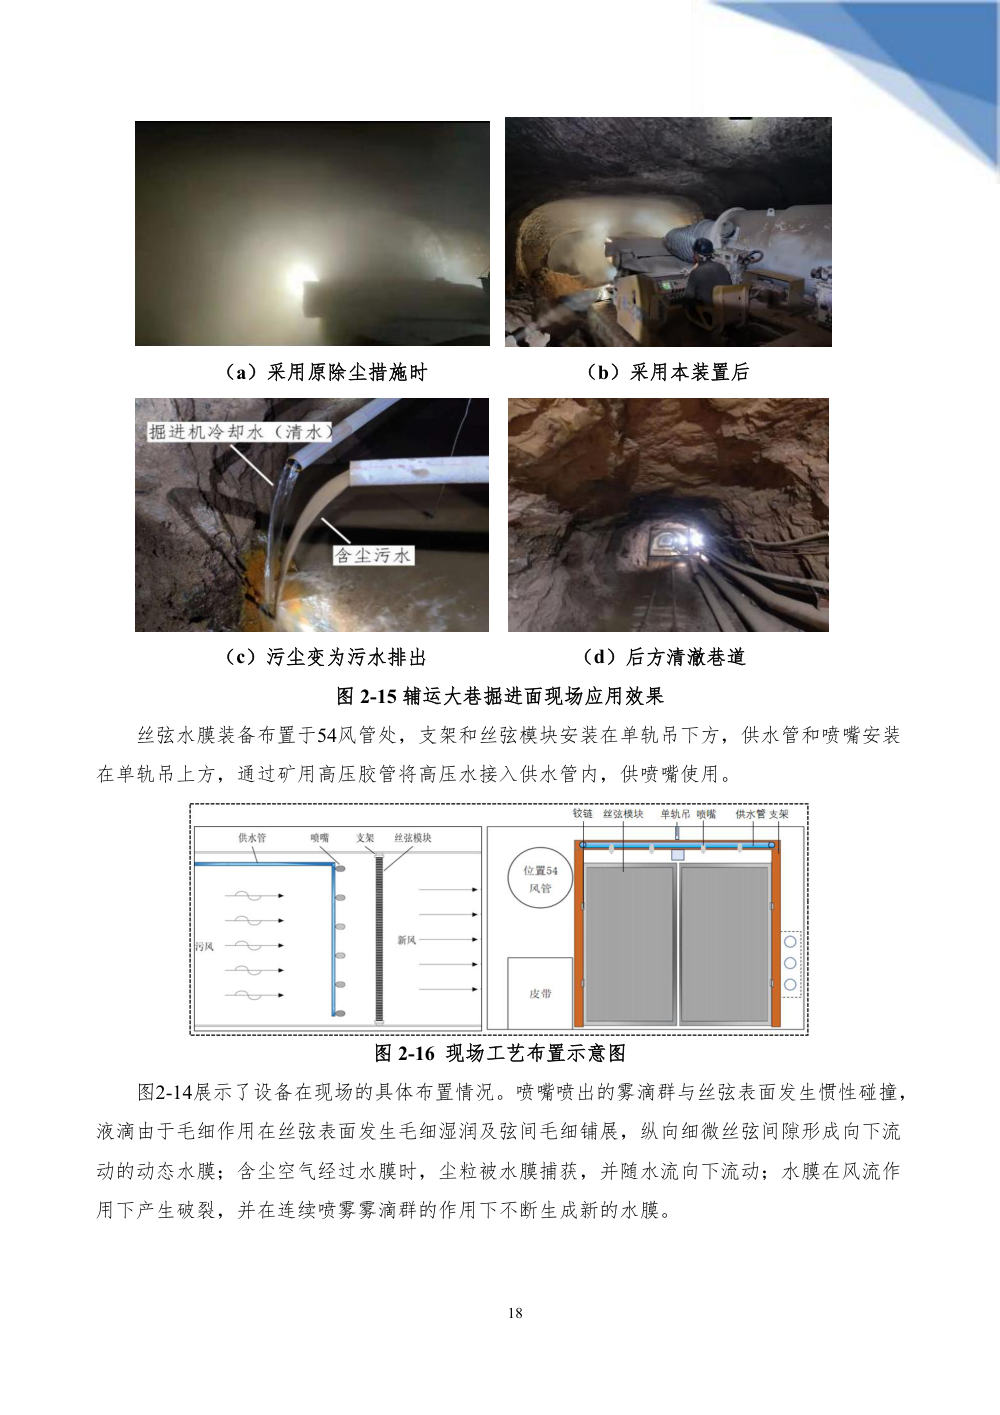 （a）采用原除尘措施时
（b）采用本装置后
掘进机冷却水（清水）
含尘污水
（c）污尘变为污水排出
（d）后方清澈巷道
图 2-15 辅运大巷掘进面现场应用效果
丝弦水膜装备布置于54风管处，支架和丝弦模块安装在单轨吊下方，供水管和喷嘴安装
在单轨吊上方，通过矿用高压胶管将高压水接入供水管内，供喷嘴使用。
供水管 喷嘴 支架 丝弦模块
污风
新风
铰链 丝弦模块 单轨吊 喷嘴 供水管 支架
位置54
风管
皮带
图 2-16 现场工艺布置示意图
图2-14展示了设备在现场的具体布置情况。喷嘴喷出的雾滴群与丝弦表面发生惯性碰撞，
液滴由于毛细作用在丝弦表面发生毛细湿润及弦间毛细铺展，纵向细微丝弦间隙形成向下流
动的动态水膜；含尘空气经过水膜时，尘粒被水膜捕获，并随水流向下流动；水膜在风流作
用下产生破裂，并在连续喷雾雾滴群的作用下不断生成新的水膜。
18